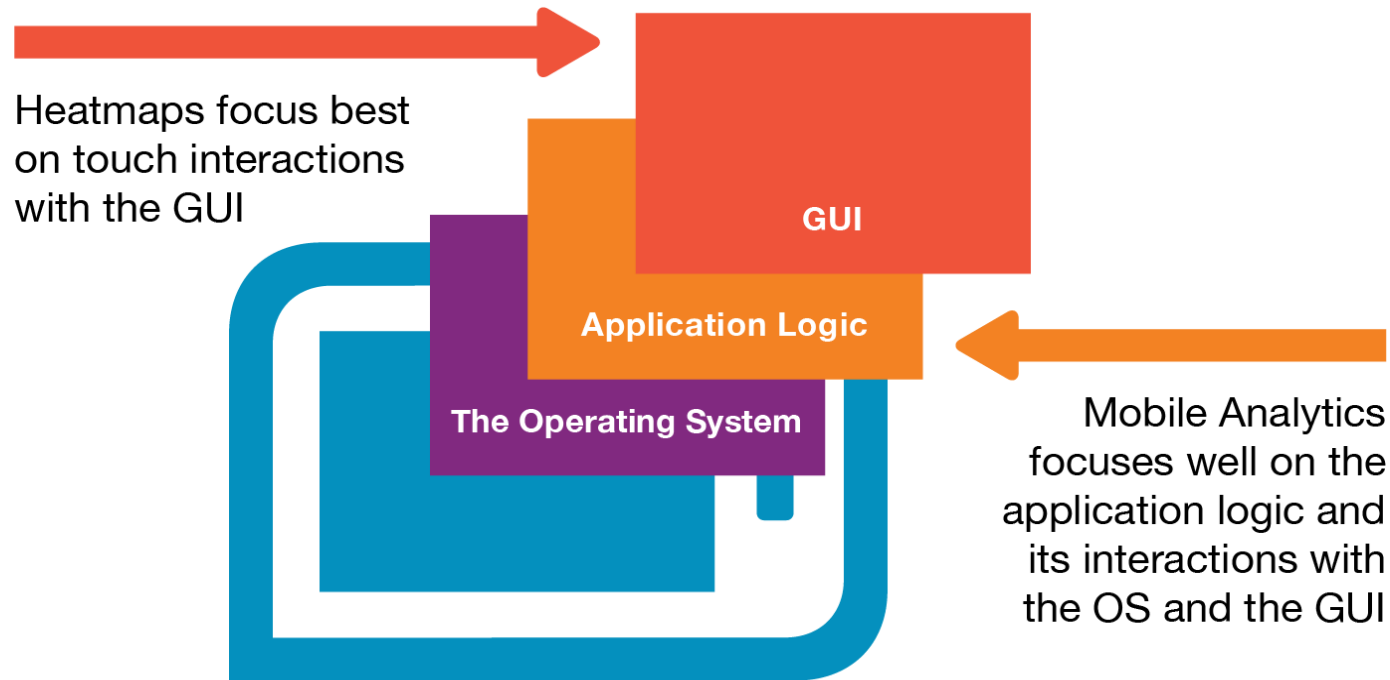 Heatmaps focus best
on touch interactions
with the GUI
GUI
Application Logic
The Operating System
Mobile Analytics
focuses well on the
application logic and
its interactions with
the OS and the GUI